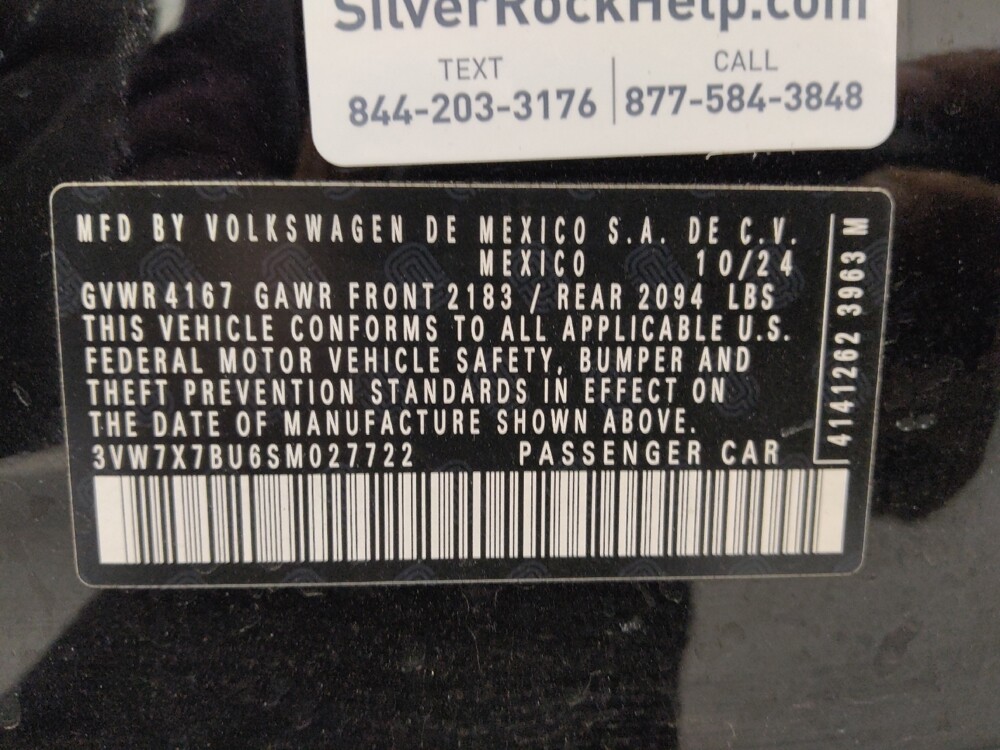 SilverRockHelp.com
TEXT CALL
844-203-3176 877-584-3848
MFD BY VOLKSWAGEN DE MEXICO S.A. DE C.V.
MEXICO 10/24
GVWR 4167 GAWR FRONT 2183 / REAR 2094 LBS
THIS VEHICLE CONFORMS TO ALL APPLICABLE U.S.
FEDERAL MOTOR VEHICLE SAFETY, BUMPER AND
THEFT PREVENTION STANDARDS IN EFFECT ON
THE DATE OF MANUFACTURE SHOWN ABOVE.
3VW7X7BU6SM027722 PASSENGER CAR
4141262 3963 M